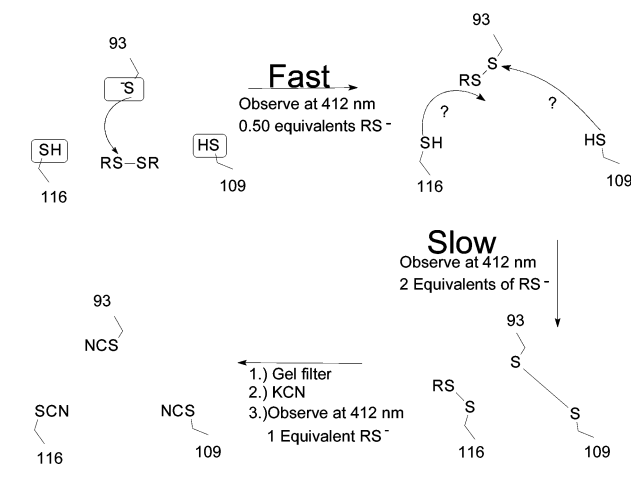 93
⁻S
SH
116
RS—SR
HS
109
Fast
Observe at 412 nm
0.50 equivalents RS⁻
93
S
RS
?
?
SH
116
HS
109
Slow
Observe at 412 nm
2 Equivalents of RS⁻
93
S
RS
S
S
116
109
1.) Gel filter
2.) KCN
3.)Observe at 412 nm
1 Equivalent RS⁻
93
NCS
SCN
116
NCS
109